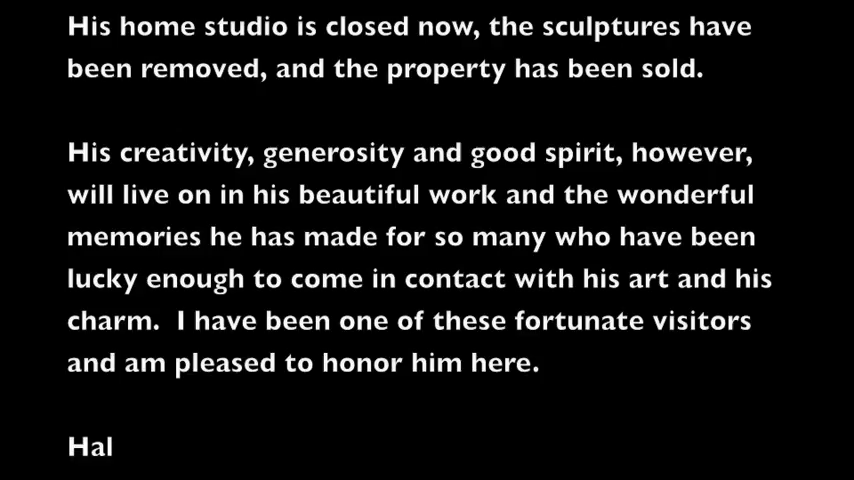 His home studio is closed now, the sculptures have
been removed, and the property has been sold.
His creativity, generosity and good spirit, however,
will live on in his beautiful work and the wonderful
memories he has made for so many who have been
lucky enough to come in contact with his art and his
charm.  I have been one of these fortunate visitors
and am pleased to honor him here.
Hal